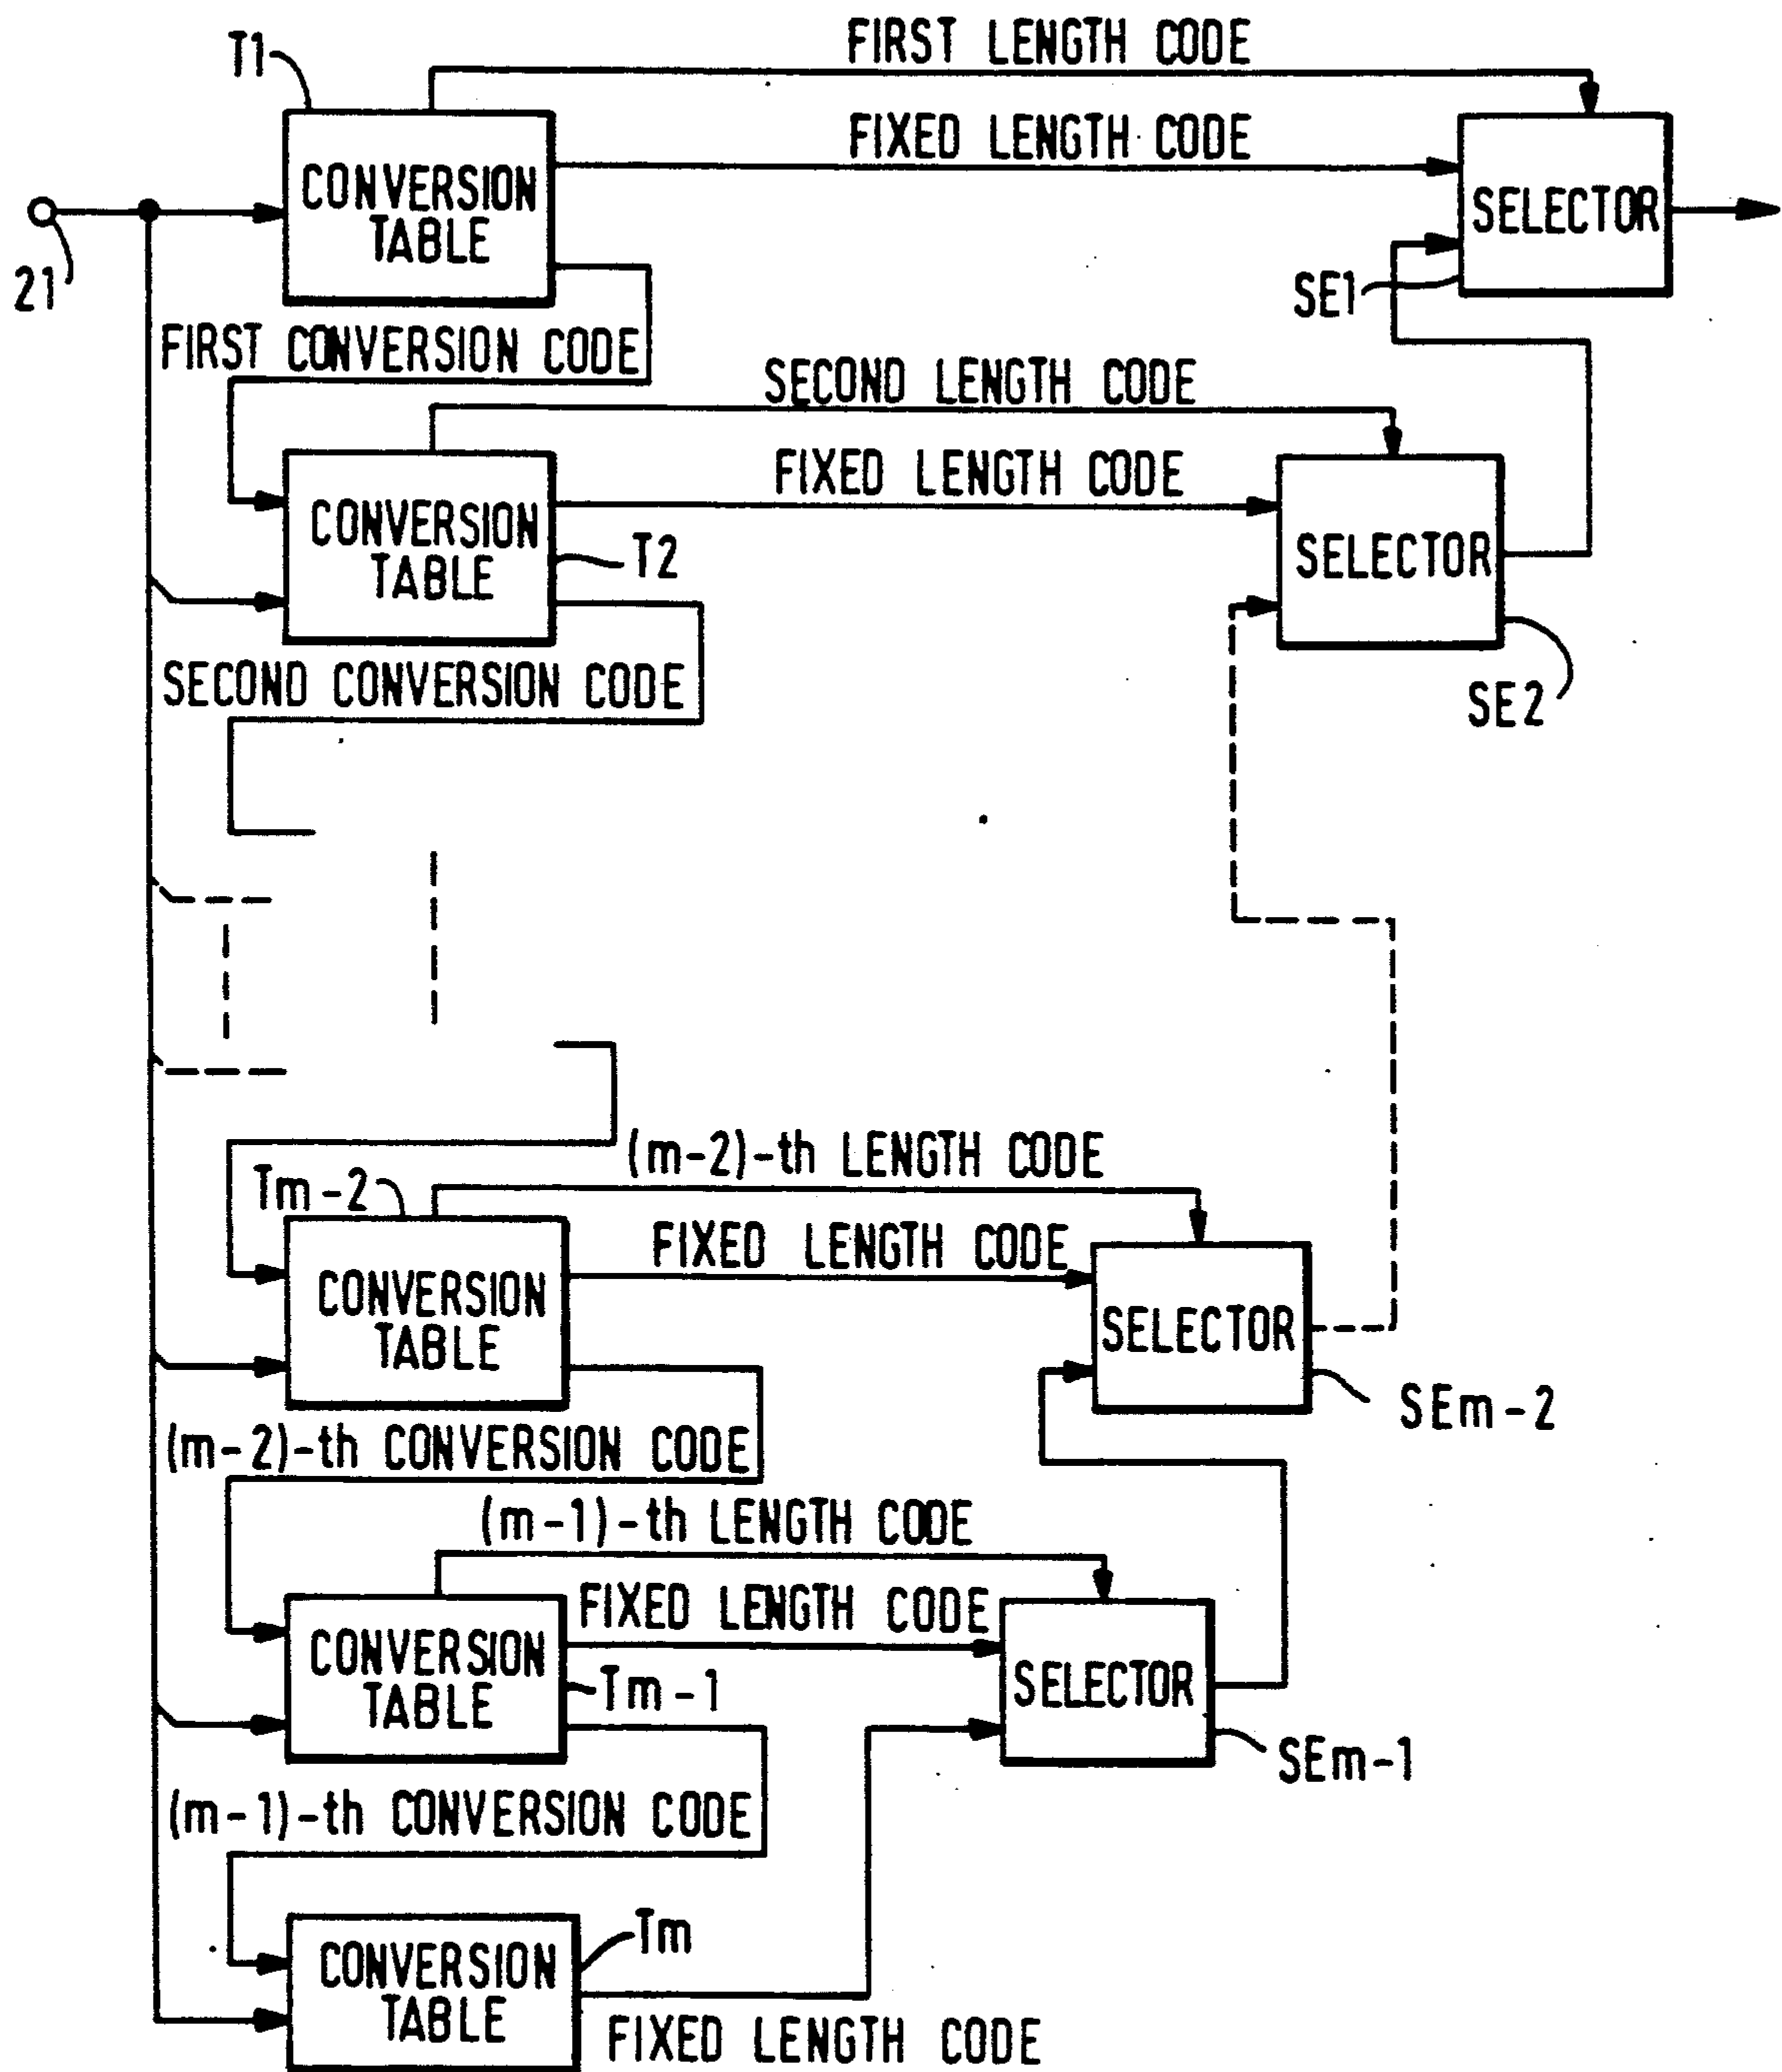 T1
FIRST LENGTH CODE
FIXED LENGTH CODE
CONVERSION
TABLE
SELECTOR
21
SE1
FIRST CONVERSION CODE
SECOND LENGTH CODE
FIXED LENGTH CODE
CONVERSION
TABLE
T2
SELECTOR
SECOND CONVERSION CODE
SE2
(m-2)-th LENGTH CODE
Tm-2
FIXED LENGTH CODE
CONVERSION
TABLE
SELECTOR
SEm-2
(m-2)-th CONVERSION CODE
(m-1)-th LENGTH CODE
FIXED LENGTH CODE
CONVERSION
TABLE
Tm-1
SELECTOR
SEm-1
(m-1)-th CONVERSION CODE
Tm
CONVERSION
TABLE
FIXED LENGTH CODE